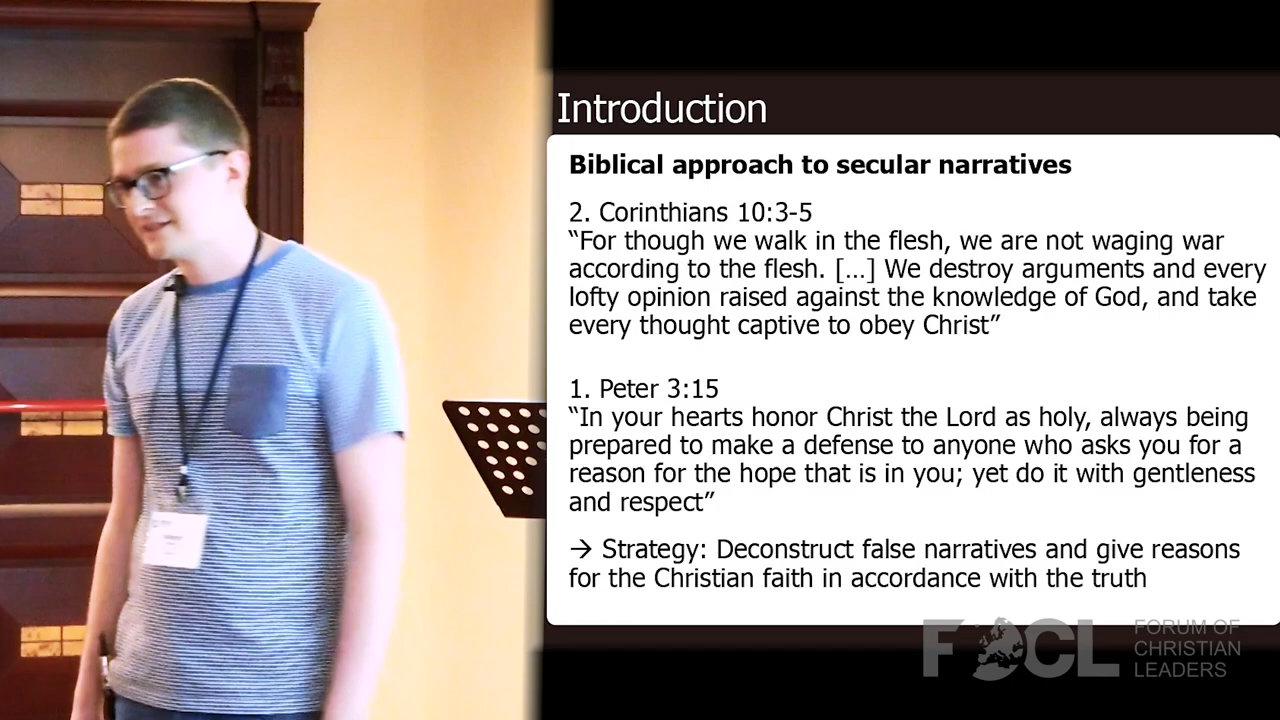 Introduction
Biblical approach to secular narratives
2. Corinthians 10:3-5
“For though we walk in the flesh, we are not waging war
according to the flesh. […] We destroy arguments and every
lofty opinion raised against the knowledge of God, and take
every thought captive to obey Christ”
1. Peter 3:15
“In your hearts honor Christ the Lord as holy, always being
prepared to make a defense to anyone who asks you for a
reason for the hope that is in you; yet do it with gentleness
and respect”
→ Strategy: Deconstruct false narratives and give reasons
for the Christian faith in accordance with the truth
FOCL
FORUM OF
CHRISTIAN
LEADERS